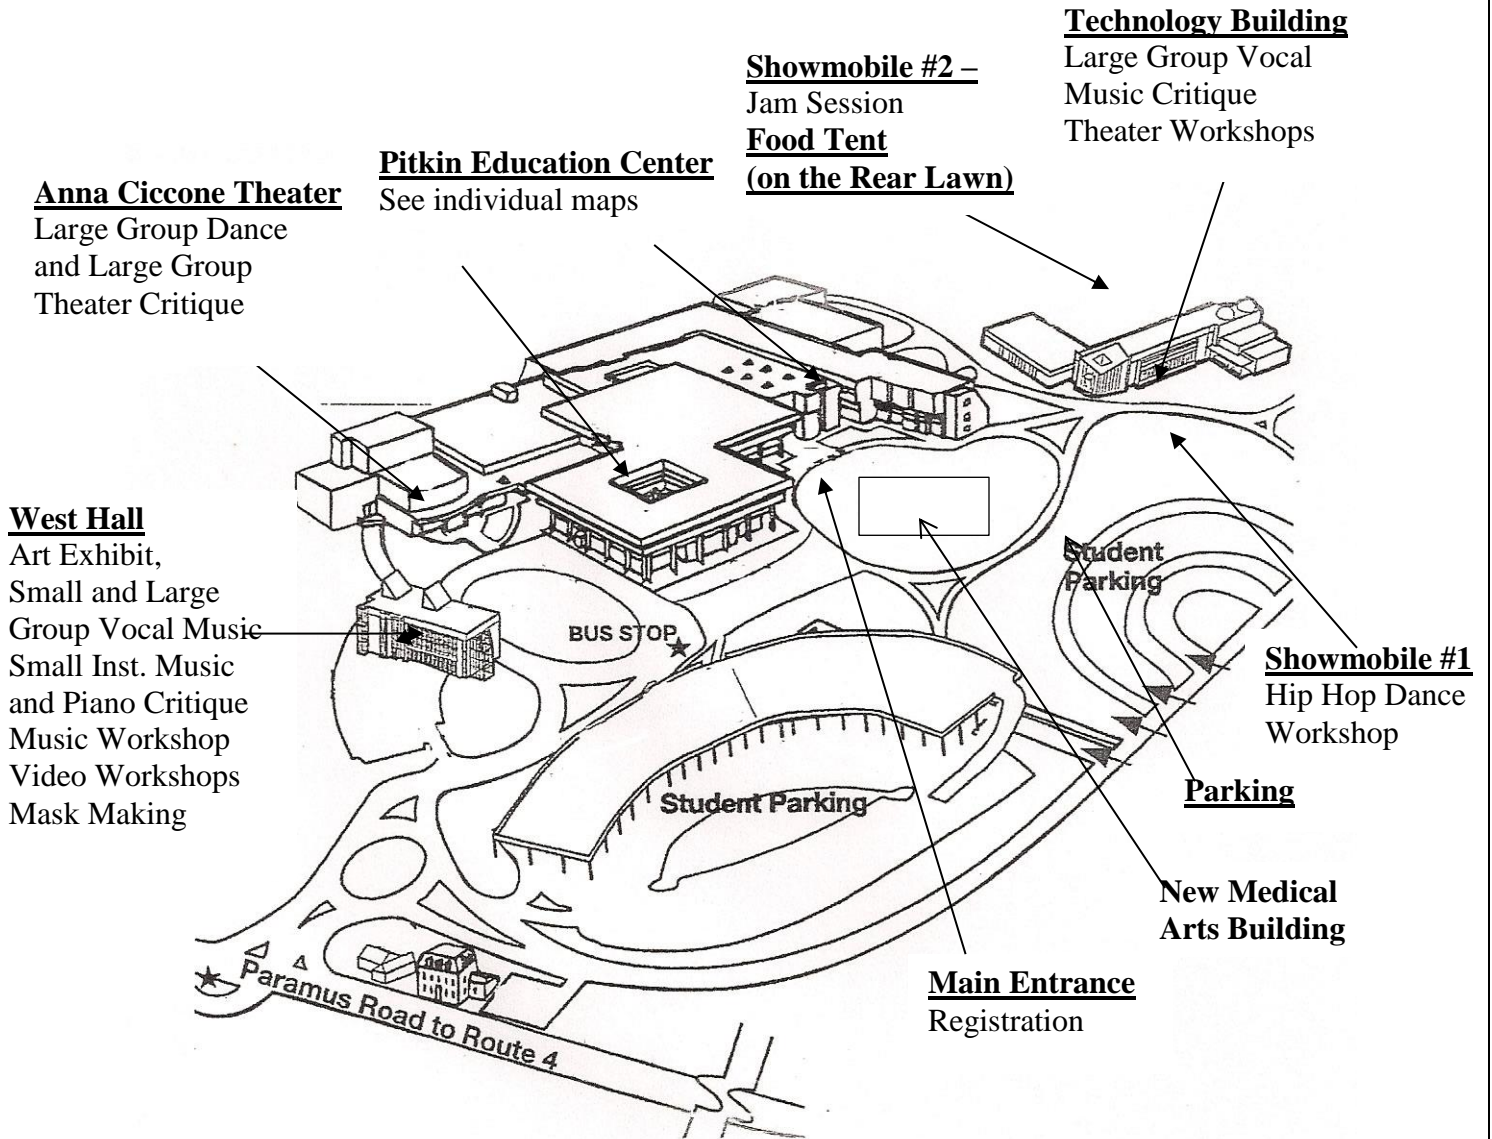 Technology Building
Large Group Vocal
Music Critique
Theater Workshops
Showmobile #2 –
Jam Session
Food Tent
(on the Rear Lawn)
Pitkin Education Center
See individual maps
Anna Ciccone Theater
Large Group Dance
and Large Group
Theater Critique
West Hall
Art Exhibit,
Small and Large
Group Vocal Music
Small Inst. Music
and Piano Critique
Music Workshop
Video Workshops
Mask Making
Student
Parking
BUS STOP
Showmobile #1
Hip Hop Dance
Workshop
Parking
Student Parking
New Medical
Arts Building
Main Entrance
Registration
Paramus Road to Route 4